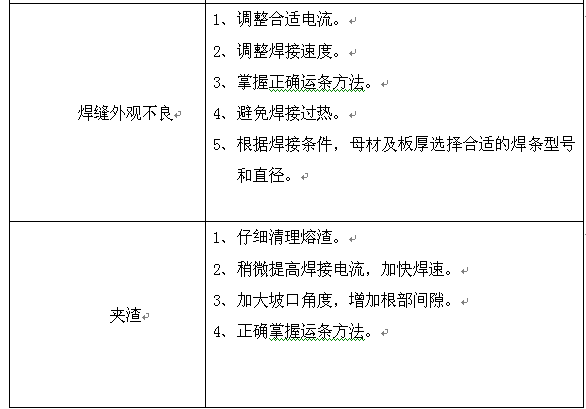 1、调整合适电流。
2、调整焊接速度。
3、掌握正确运条方法。
焊缝外观不良
4、避免焊接过热。
5、根据焊接条件，母材及板厚选择合适的焊条型号
和直径。
1、仔细清理熔渣。
2、稍微提高焊接电流，加快焊速。
3、加大坡口角度，增加根部间隙。
夹渣
4、正确掌握运条方法。